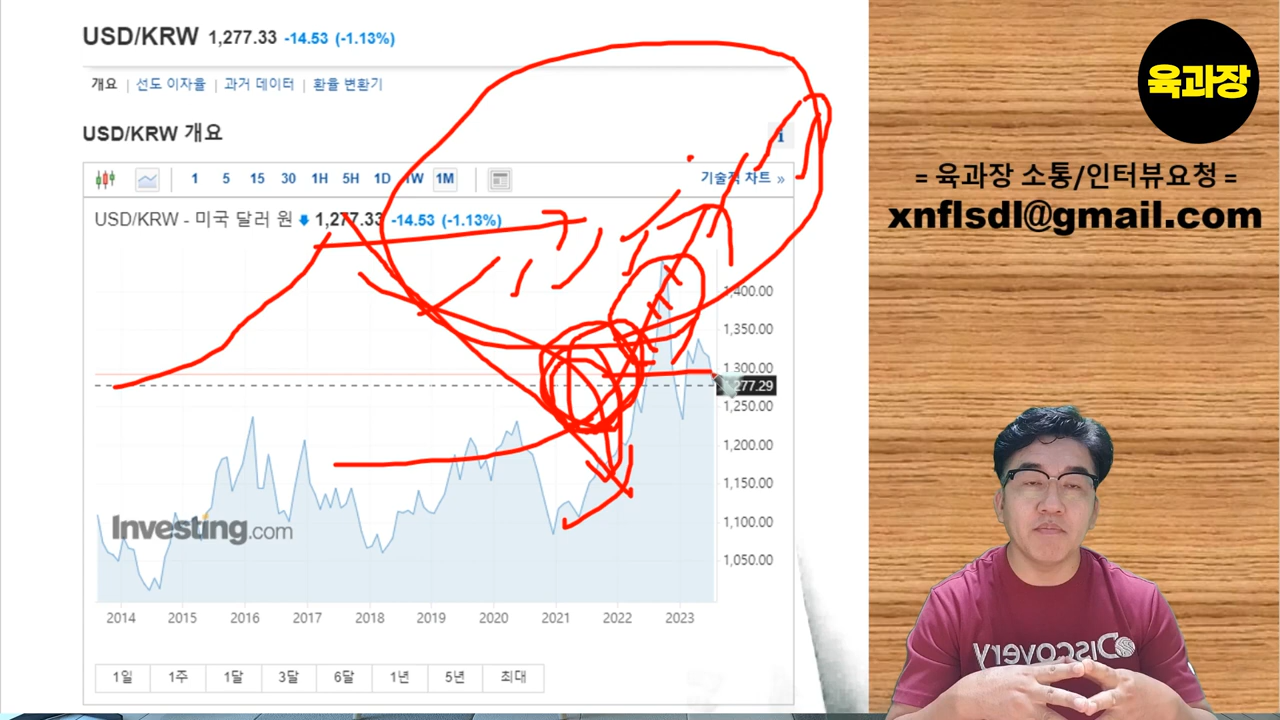 USD/KRW 1,277.33 -14.53 (-1.13%)
개요 | 선도 이자율 | 과거 데이터 | 환율 변환기
USD/KRW 개요
1 5 15 30 1H 5H 1D 1W 1M
기술적 차트 »
USD/KRW - 미국 달러 원 1,277.33 -14.53 (-1.13%)
1,400.00
1,350.00
1,300.00
1,277.29
1,250.00
1,200.00
1,150.00
1,100.00
1,050.00
Investing.com
2014 2015 2016 2017 2018 2019 2020 2021 2022 2023
1일 1주 1달 3달 6달 1년 5년 최대
육과장
= 육과장 소통/인터뷰요청 =
xnflsdl@gmail.com
Discovery